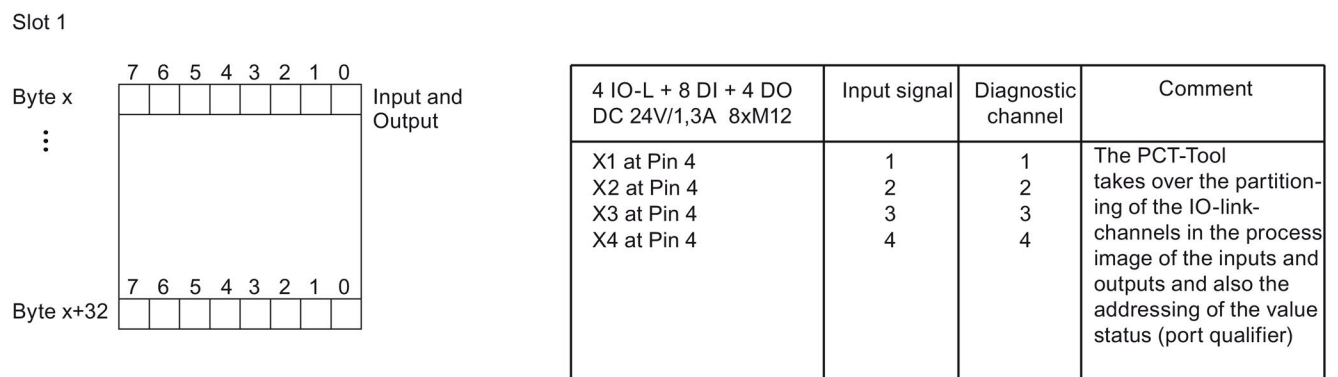 Slot 1
7 6 5 4 3 2 1 0
Byte x
Input and
Output
7 6 5 4 3 2 1 0
Byte x+32
4 IO-L + 8 DI + 4 DO
DC 24V/1,3A 8xM12
Input signal
Diagnostic
channel
Comment
X1 at Pin 4 1 1
X2 at Pin 4 2 2
X3 at Pin 4 3 3
X4 at Pin 4 4 4
The PCT-Tool
takes over the partition-
ing of the IO-link-
channels in the process
image of the inputs and
outputs and also the
addressing of the value
status (port qualifier)